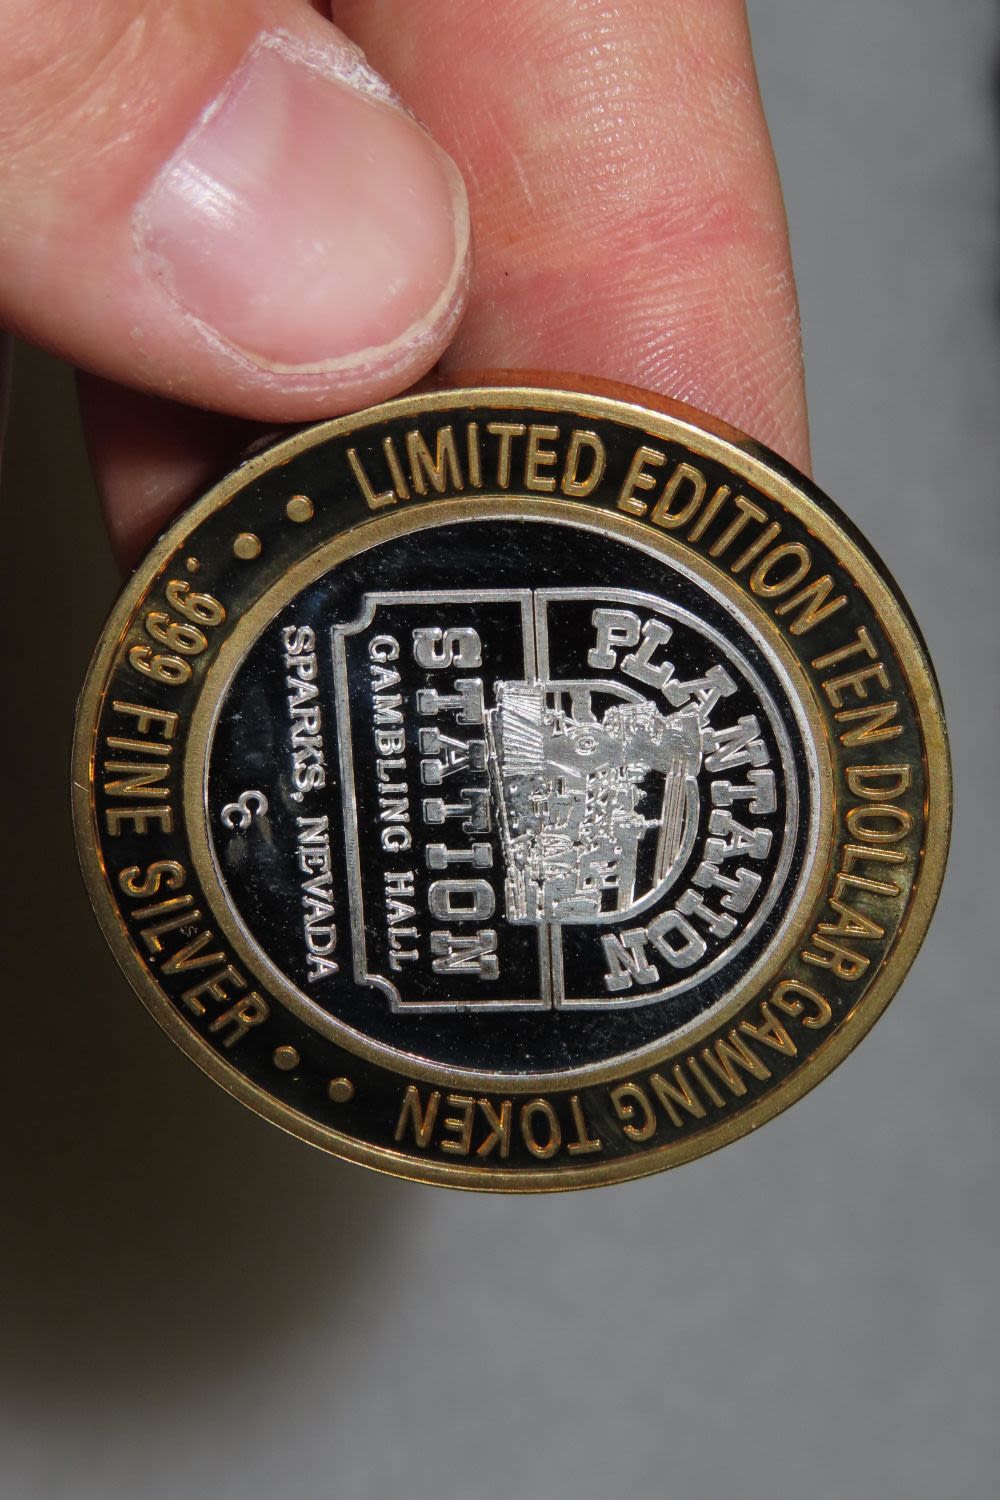 LIMITED EDITION TEN DOLLAR GAMING TOKEN
.999 FINE SILVER
PLANTATION
STATION
GAMBLING HALL
SPARKS, NEVADA